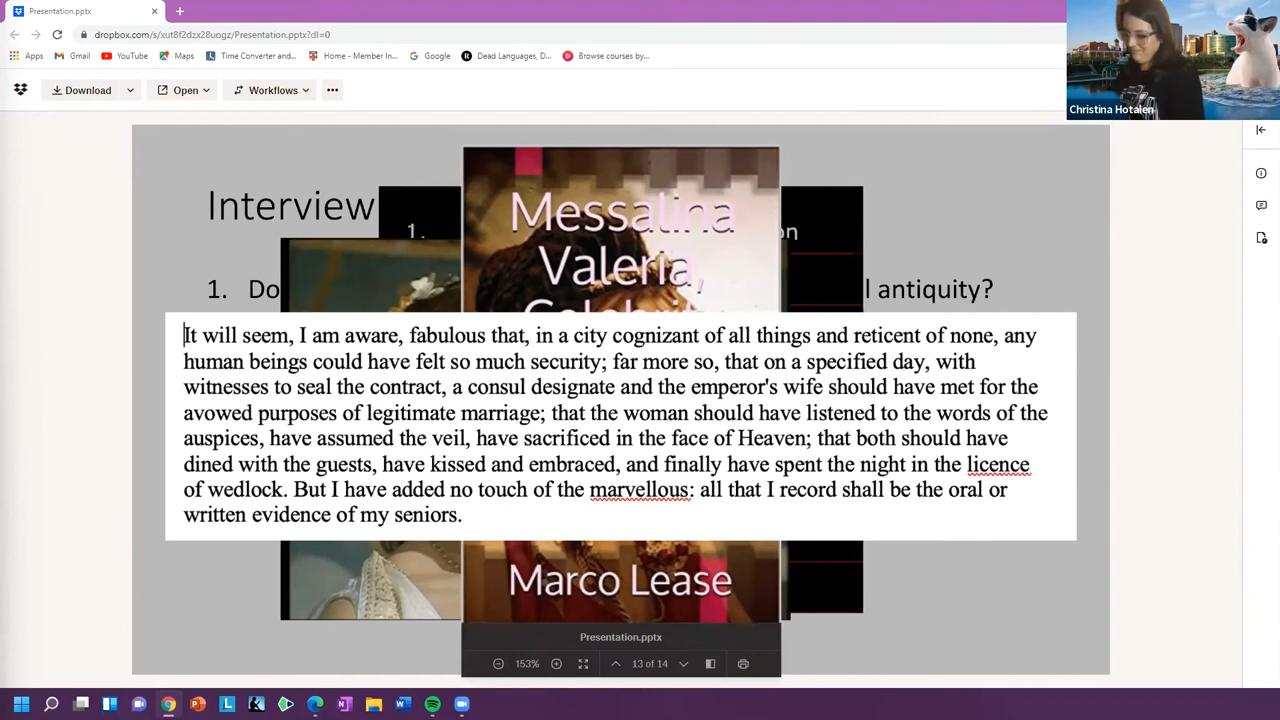 Presentation.pptx
dropbox.com/s/xut8f2dzx28uogz/Presentation.pptx?dl=0
Apps Gmail YouTube Maps Time Converter and... Home - Member In... Google Dead Languages, D... Browse courses by...
Download Open Workflows
Christina Hotalen
Interview
1.
on
Messalina
Valeria,
1. Do
l antiquity?
It will seem, I am aware, fabulous that, in a city cognizant of all things and reticent of none, any
human beings could have felt so much security; far more so, that on a specified day, with
witnesses to seal the contract, a consul designate and the emperor's wife should have met for the
avowed purposes of legitimate marriage; that the woman should have listened to the words of the
auspices, have assumed the veil, have sacrificed in the face of Heaven; that both should have
dined with the guests, have kissed and embraced, and finally have spent the night in the licence
of wedlock. But I have added no touch of the marvellous: all that I record shall be the oral or
written evidence of my seniors.
Marco Lease
Presentation.pptx
153% 13 of 14